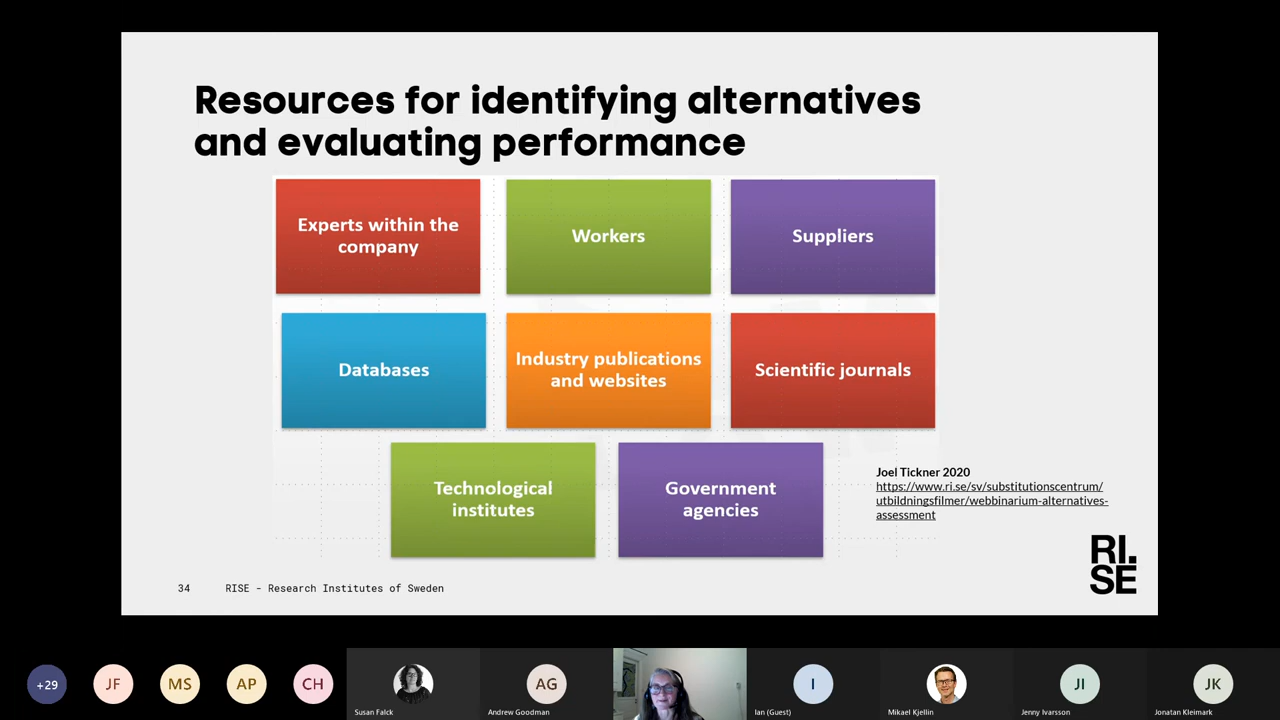 Resources for identifying alternatives
and evaluating performance
Experts within the
company
Workers
Suppliers
Databases
Industry publications
and websites
Scientific journals
Technological
institutes
Government
agencies
Joel Tickner 2020
https://www.ri.se/sv/substitutionscentrum/
utbildningsfilmer/webbinarium-alternatives-
assessment
RI.
SE
34 RISE - Research Institutes of Sweden
+29
JF
MS
AP
CH
Susan Falck
AG
Andrew Goodman
I
Ian (Guest)
Mikael Kjellin
JI
Jenny Ivarsson
JK
Jonatan Kleimark